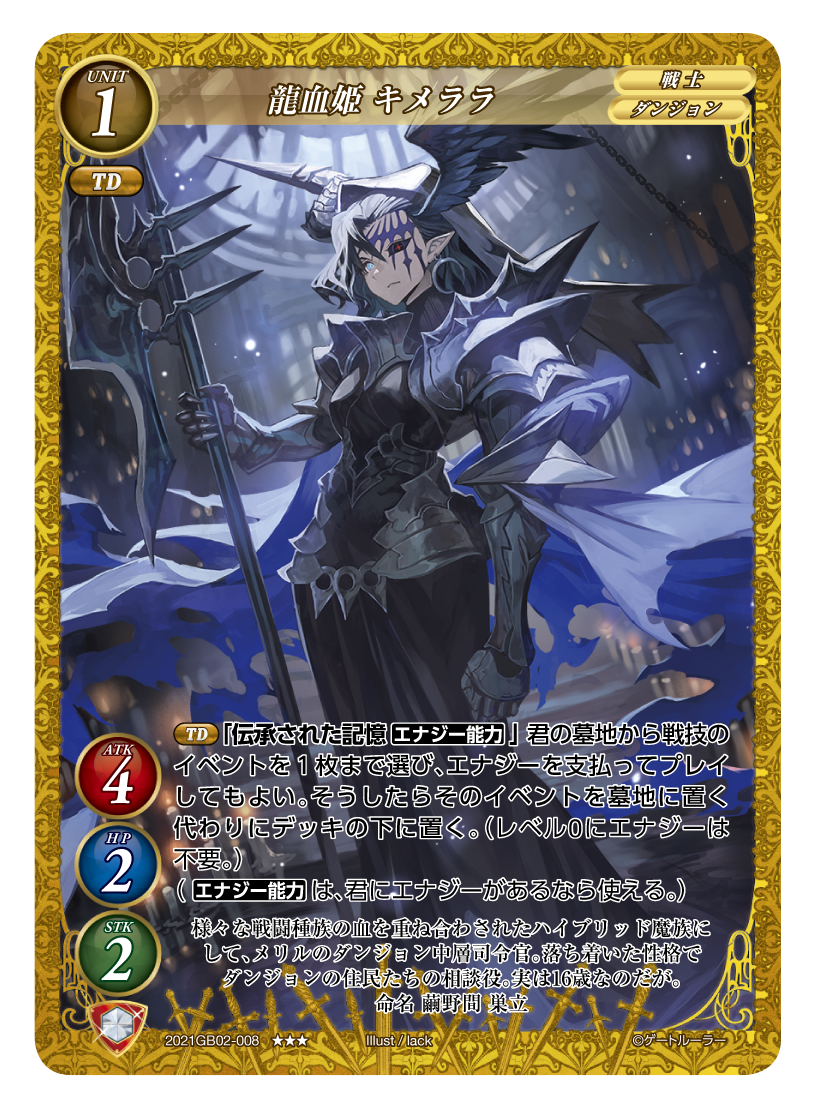 UNIT
1
龍血姫 キメララ
戦士
ダンジョン
TD
TD「伝承された記憶 エナジー能力」君の墓地から戦技の
イベントを1枚まで選び、エナジーを支払ってプレイ
してもよい。そうしたらそのイベントを墓地に置く
代わりにデッキの下に置く。(レベル0にエナジーは
不要。)
(エナジー能力は、君にエナジーがあるなら使える。)
ATK
4
HP
2
STK
2
様々な戦闘種族の血を重ね合わされたハイブリッド魔族に
して、メリルのダンジョン中層司令官。落ち着いた性格で
ダンジョンの住民たちの相談役。実は16歳なのだが。
命名 繭野間 巣立
2021GB02-008 ★★★ Illust / lack ©ゲートルーラー